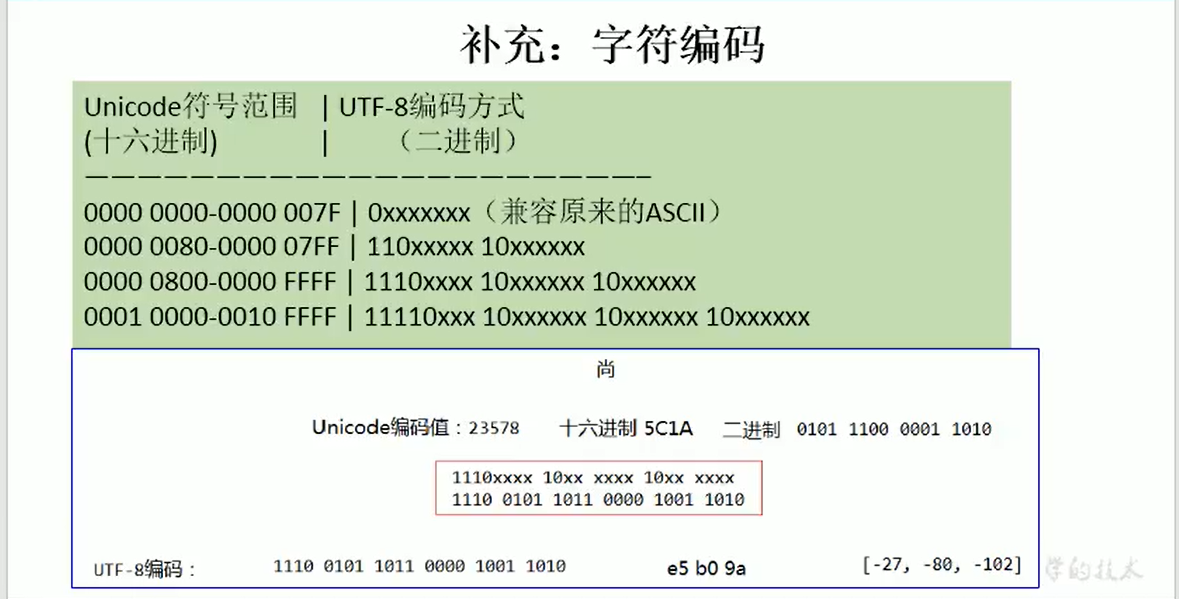 补充：字符编码
Unicode符号范围 | UTF-8编码方式
(十六进制) | （二进制）
———————————————————————
0000 0000-0000 007F | 0xxxxxxx（兼容原来的ASCII）
0000 0080-0000 07FF | 110xxxxx 10xxxxxx
0000 0800-0000 FFFF | 1110xxxx 10xxxxxx 10xxxxxx
0001 0000-0010 FFFF | 11110xxx 10xxxxxx 10xxxxxx 10xxxxxx
尚
Unicode编码值：23578 十六进制 5C1A 二进制 0101 1100 0001 1010
1110xxxx 10xx xxxx 10xx xxxx
1110 0101 1011 0000 1001 1010
UTF-8编码： 1110 0101 1011 0000 1001 1010 e5 b0 9a [-27, -80, -102]
学的技术